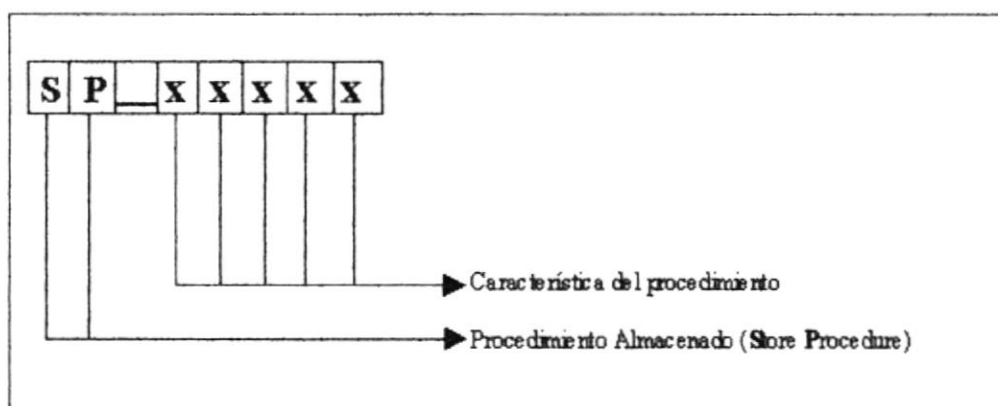 S P _ x x x x x
Característica del procedimiento
Procedimiento Almacenado (Store Procedure)